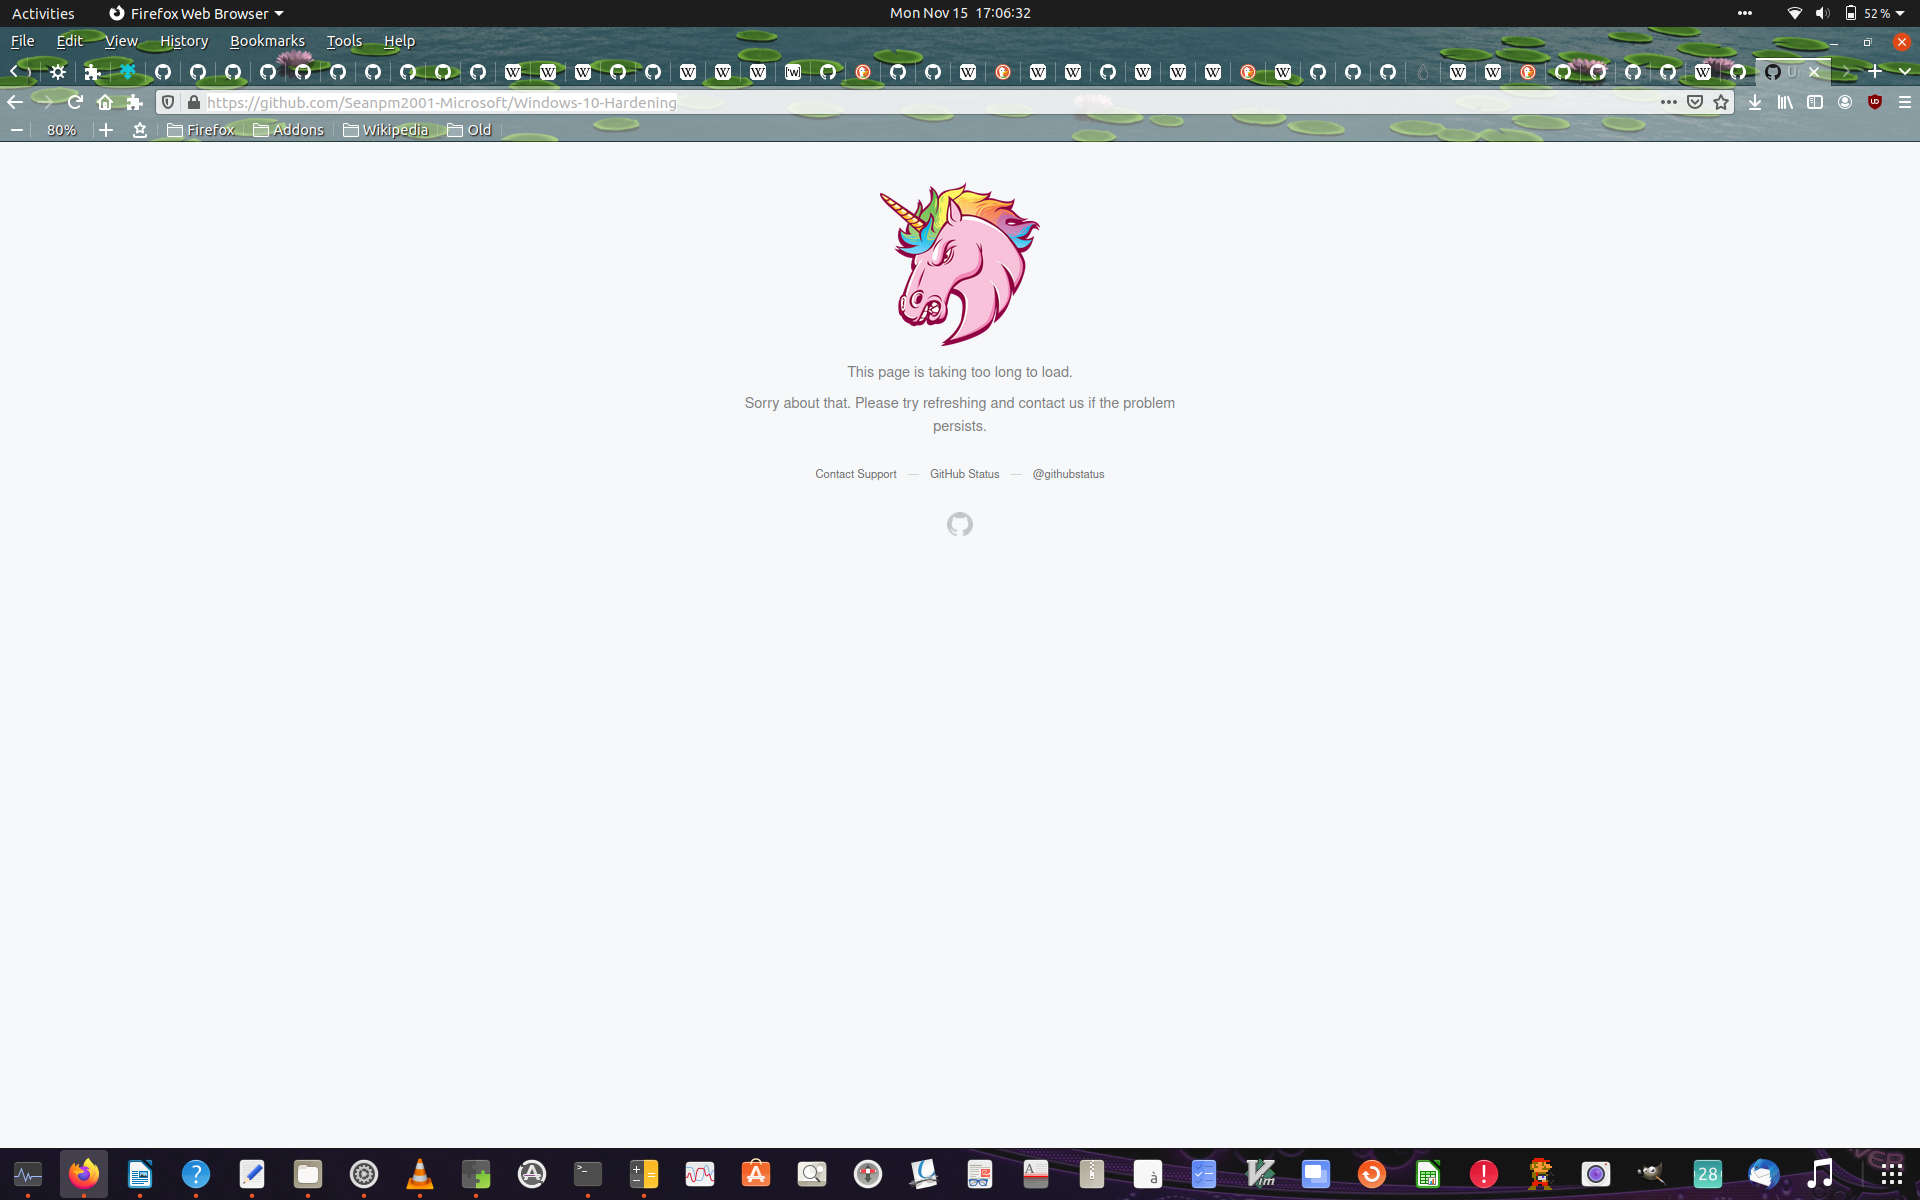 Activities Firefox Web Browser Mon Nov 15 17:06:32 52 %
File Edit View History Bookmarks Tools Help
U
https://github.com/Seanpm2001-Microsoft/Windows-10-Hardening
80% Firefox Addons Wikipedia Old
This page is taking too long to load.
Sorry about that. Please try refreshing and contact us if the problem
persists.
Contact Support — GitHub Status — @githubstatus
28